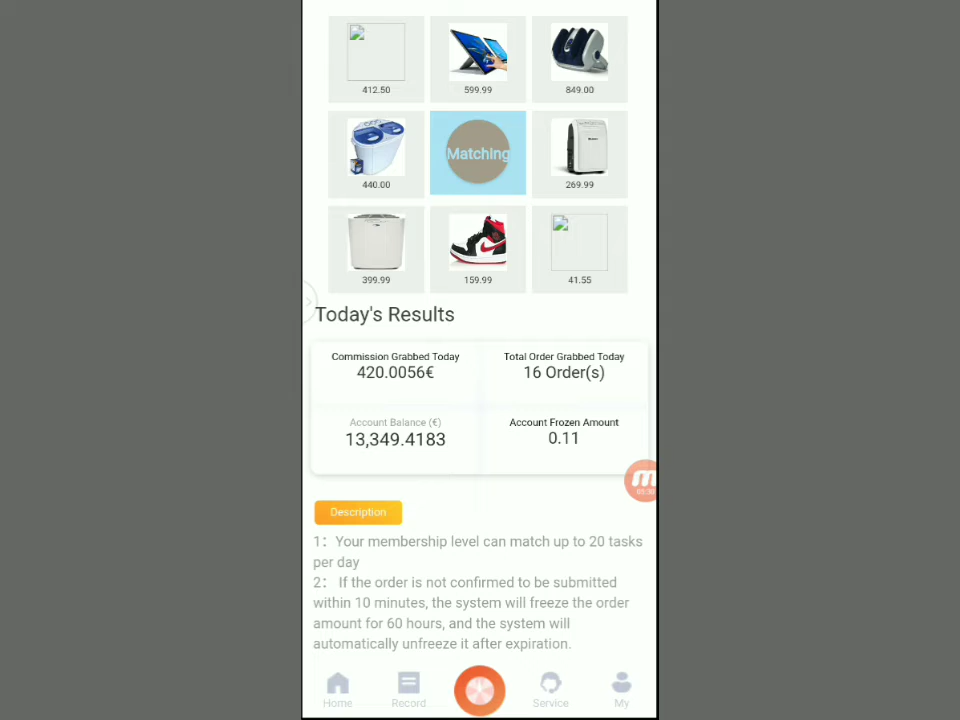 412.50
599.99
849.00
440.00
Matching
269.99
399.99
159.99
41.55
Today's Results
Commission Grabbed Today
420.0056€
Total Order Grabbed Today
16 Order(s)
Account Balance (€)
13,349.4183
Account Frozen Amount
0.11
Description
1：Your membership level can match up to 20 tasks
per day
2： If the order is not confirmed to be submitted
within 10 minutes, the system will freeze the order
amount for 60 hours, and the system will
automatically unfreeze it after expiration.
Home
Record
Service
My